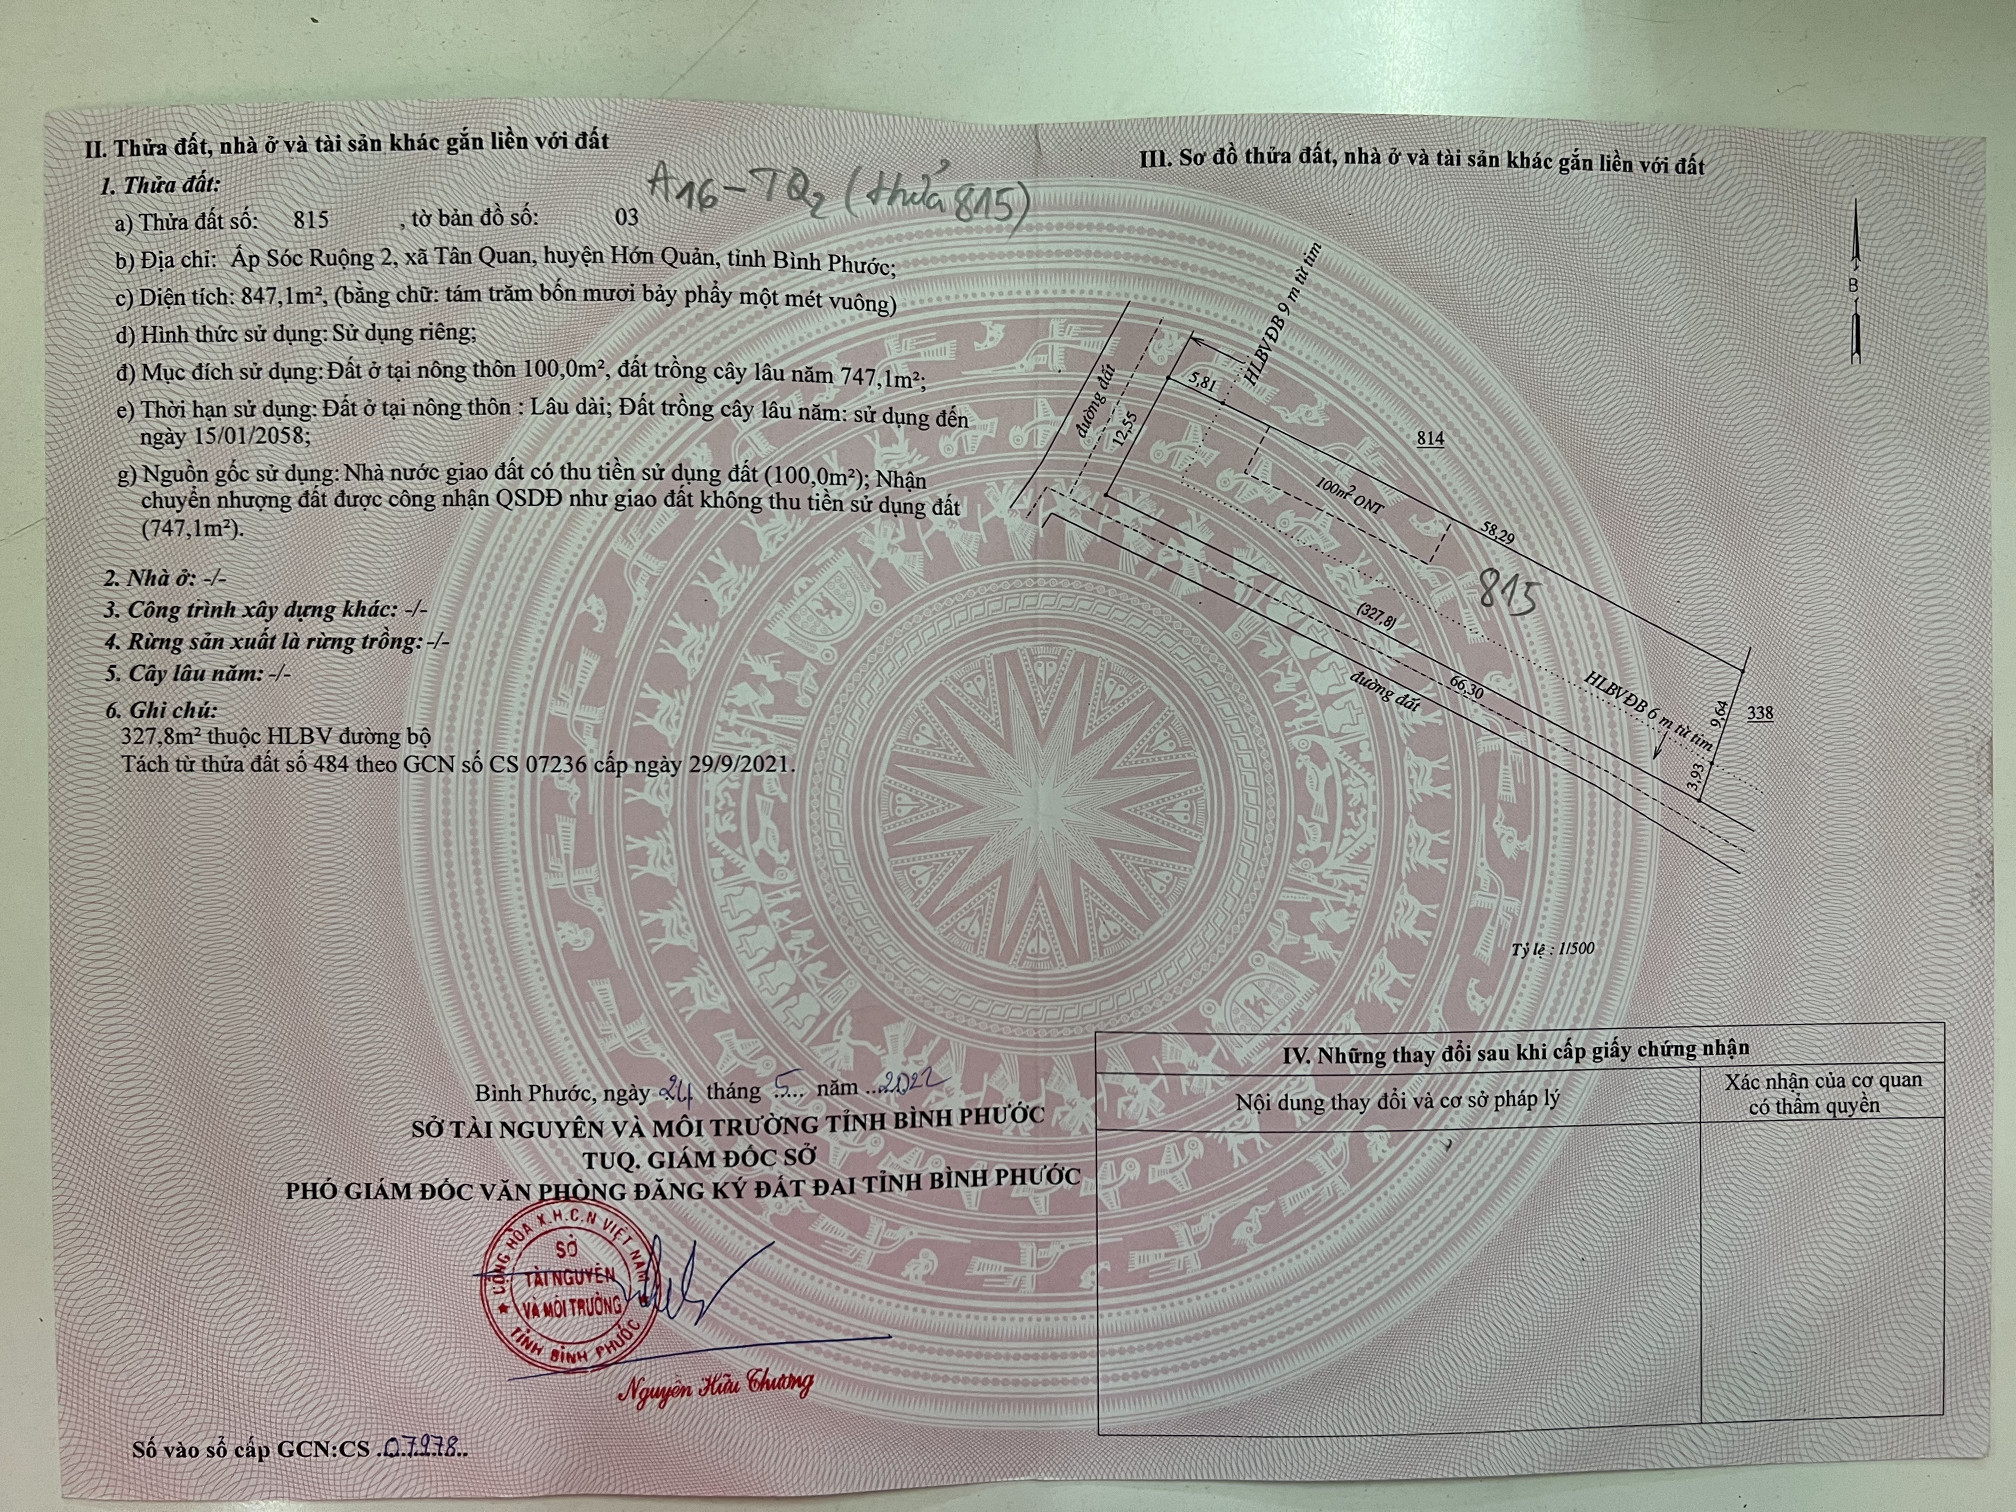 II. Thửa đất, nhà ở và tài sản khác gắn liền với đất
1. Thửa đất:
A16-TQ2 (thửa 815)
a) Thửa đất số: 815 , tờ bản đồ số: 03
b) Địa chỉ: Ấp Sóc Ruộng 2, xã Tân Quan, huyện Hớn Quản, tỉnh Bình Phước;
c) Diện tích: 847,1m², (bằng chữ: tám trăm bốn mươi bảy phẩy một mét vuông)
d) Hình thức sử dụng: Sử dụng riêng;
đ) Mục đích sử dụng: Đất ở tại nông thôn 100,0m², đất trồng cây lâu năm 747,1m²;
e) Thời hạn sử dụng: Đất ở tại nông thôn : Lâu dài; Đất trồng cây lâu năm: sử dụng đến
ngày 15/01/2058;
g) Nguồn gốc sử dụng: Nhà nước giao đất có thu tiền sử dụng đất (100,0m²); Nhận
chuyển nhượng đất được công nhận QSDĐ như giao đất không thu tiền sử dụng đất
(747,1m²).
2. Nhà ở: -/-
3. Công trình xây dựng khác: -/-
4. Rừng sản xuất là rừng trồng: -/-
5. Cây lâu năm: -/-
6. Ghi chú:
327,8m² thuộc HLBV đường bộ
Tách từ thửa đất số 484 theo GCN số CS 07236 cấp ngày 29/9/2021.
Bình Phước, ngày 24 tháng 5... năm ..2022
SỞ TÀI NGUYÊN VÀ MÔI TRƯỜNG TỈNH BÌNH PHƯỚC
TUQ. GIÁM ĐỐC SỞ
PHÓ GIÁM ĐỐC VĂN PHÒNG ĐĂNG KÝ ĐẤT ĐAI TỈNH BÌNH PHƯỚC
CỘNG HÒA X.H.C.N VIỆT NAM
SỞ
TÀI NGUYÊN
VÀ MÔI TRƯỜNG
TỈNH BÌNH PHƯỚC
Nguyễn Hữu Thương
Số vào sổ cấp GCN:CS .07278..
III. Sơ đồ thửa đất, nhà ở và tài sản khác gắn liền với đất
B
HLBVĐB 9 m từ tim
đường đất
5,81
12,55
814
100m² ONT
58,29
815
(327,8)
66,30
đường đất
HLBVĐB 6 m từ tim
9,64
338
3,93
Tỷ lệ : 1/500
IV. Những thay đổi sau khi cấp giấy chứng nhận
Nội dung thay đổi và cơ sở pháp lý
Xác nhận của cơ quan
có thẩm quyền